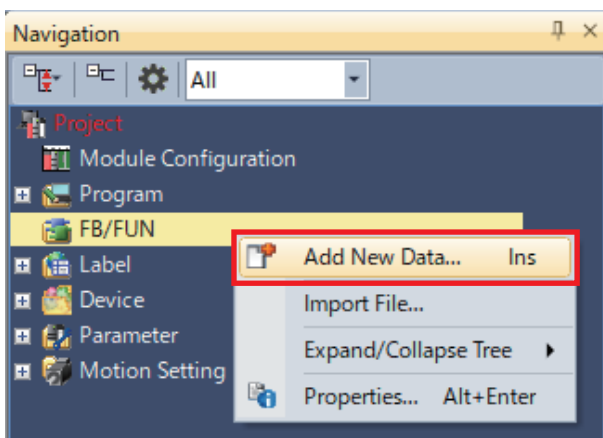 Navigation
All
Project
Module Configuration
Program
FB/FUN
Add New Data... Ins
Label
Import File...
Device
Expand/Collapse Tree
Parameter
Motion Setting
Properties... Alt+Enter